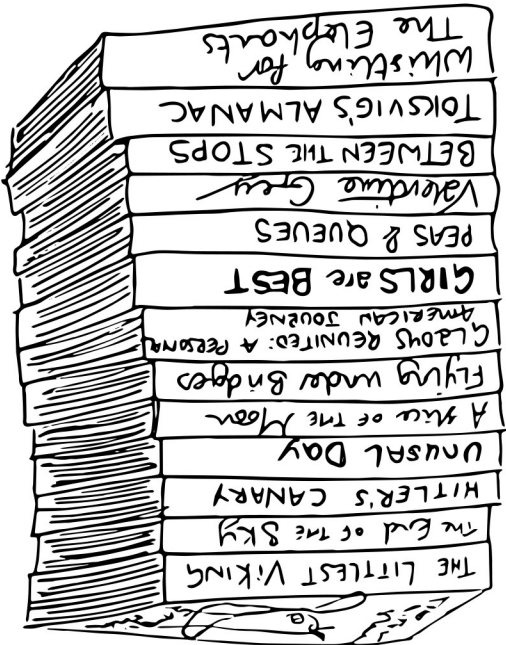 THE LITTLEST ViKiNG
THE End OF THE SKY
HITLER'S CANARY
UNUSAL DAY
A Slice OF THE Moon
FLying under Bridges
GLADYS REUNITED: A PERSONAL
AMERICAN JOURNEY
GIRLS are BEST
PEAS & QUEUES
Valentine Grey
BETWEEN THE STOPS
TOKSVIG'S ALMANAC
Whistling for
The Elephants